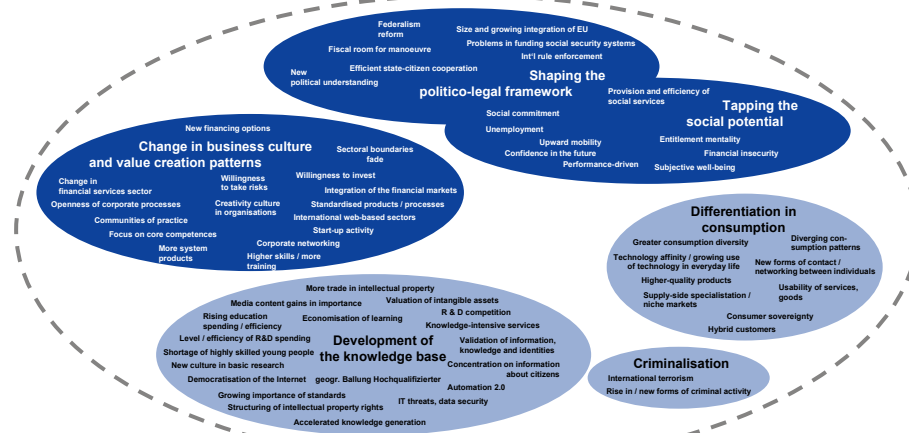 Federalism
reform
Size and growing integration of EU
Fiscal room for manoeuvre
Problems in funding social security systems
Int'l rule enforcement
New
political understanding
Efficient state-citizen cooperation
Shaping the
politico-legal framework
Provision and efficiency of
social services
Tapping the
social potential
Social commitment
Unemployment
Upward mobility
Entitlement mentality
Confidence in the future
Financial insecurity
Performance-driven
Subjective well-being
New financing options
Change in business culture
and value creation patterns
Sectoral boundaries
fade
Change in
financial services sector
Willingness
to take risks
Willingness to invest
Integration of the financial markets
Openness of corporate processes
Creativity culture
in organisations
Standardised products / processes
Communities of practice
International web-based sectors
Focus on core competences
Start-up activity
More system
products
Corporate networking
Higher skills / more
training
Differentiation in
consumption
Greater consumption diversity
Diverging con-
sumption patterns
Technology affinity / growing use
of technology in everyday life
New forms of contact /
networking between individuals
Higher-quality products
Usability of services,
goods
Supply-side specialistation /
niche markets
Consumer sovereignty
Hybrid customers
More trade in intellectual property
Media content gains in importance
Valuation of intangible assets
Rising education
spending / efficiency
Economisation of learning
R & D competition
Knowledge-intensive services
Level / efficiency of R&D spending
Development of
the knowledge base
Validation of information,
knowledge and identities
Shortage of highly skilled young people
New culture in basic research
Concentration on information
about citizens
Democratisation of the Internet
geogr. Ballung Hochqualifizierter
Automation 2.0
Growing importance of standards
IT threats, data security
Structuring of intellectual property rights
Accelerated knowledge generation
Criminalisation
International terrorism
Rise in / new forms of criminal activity